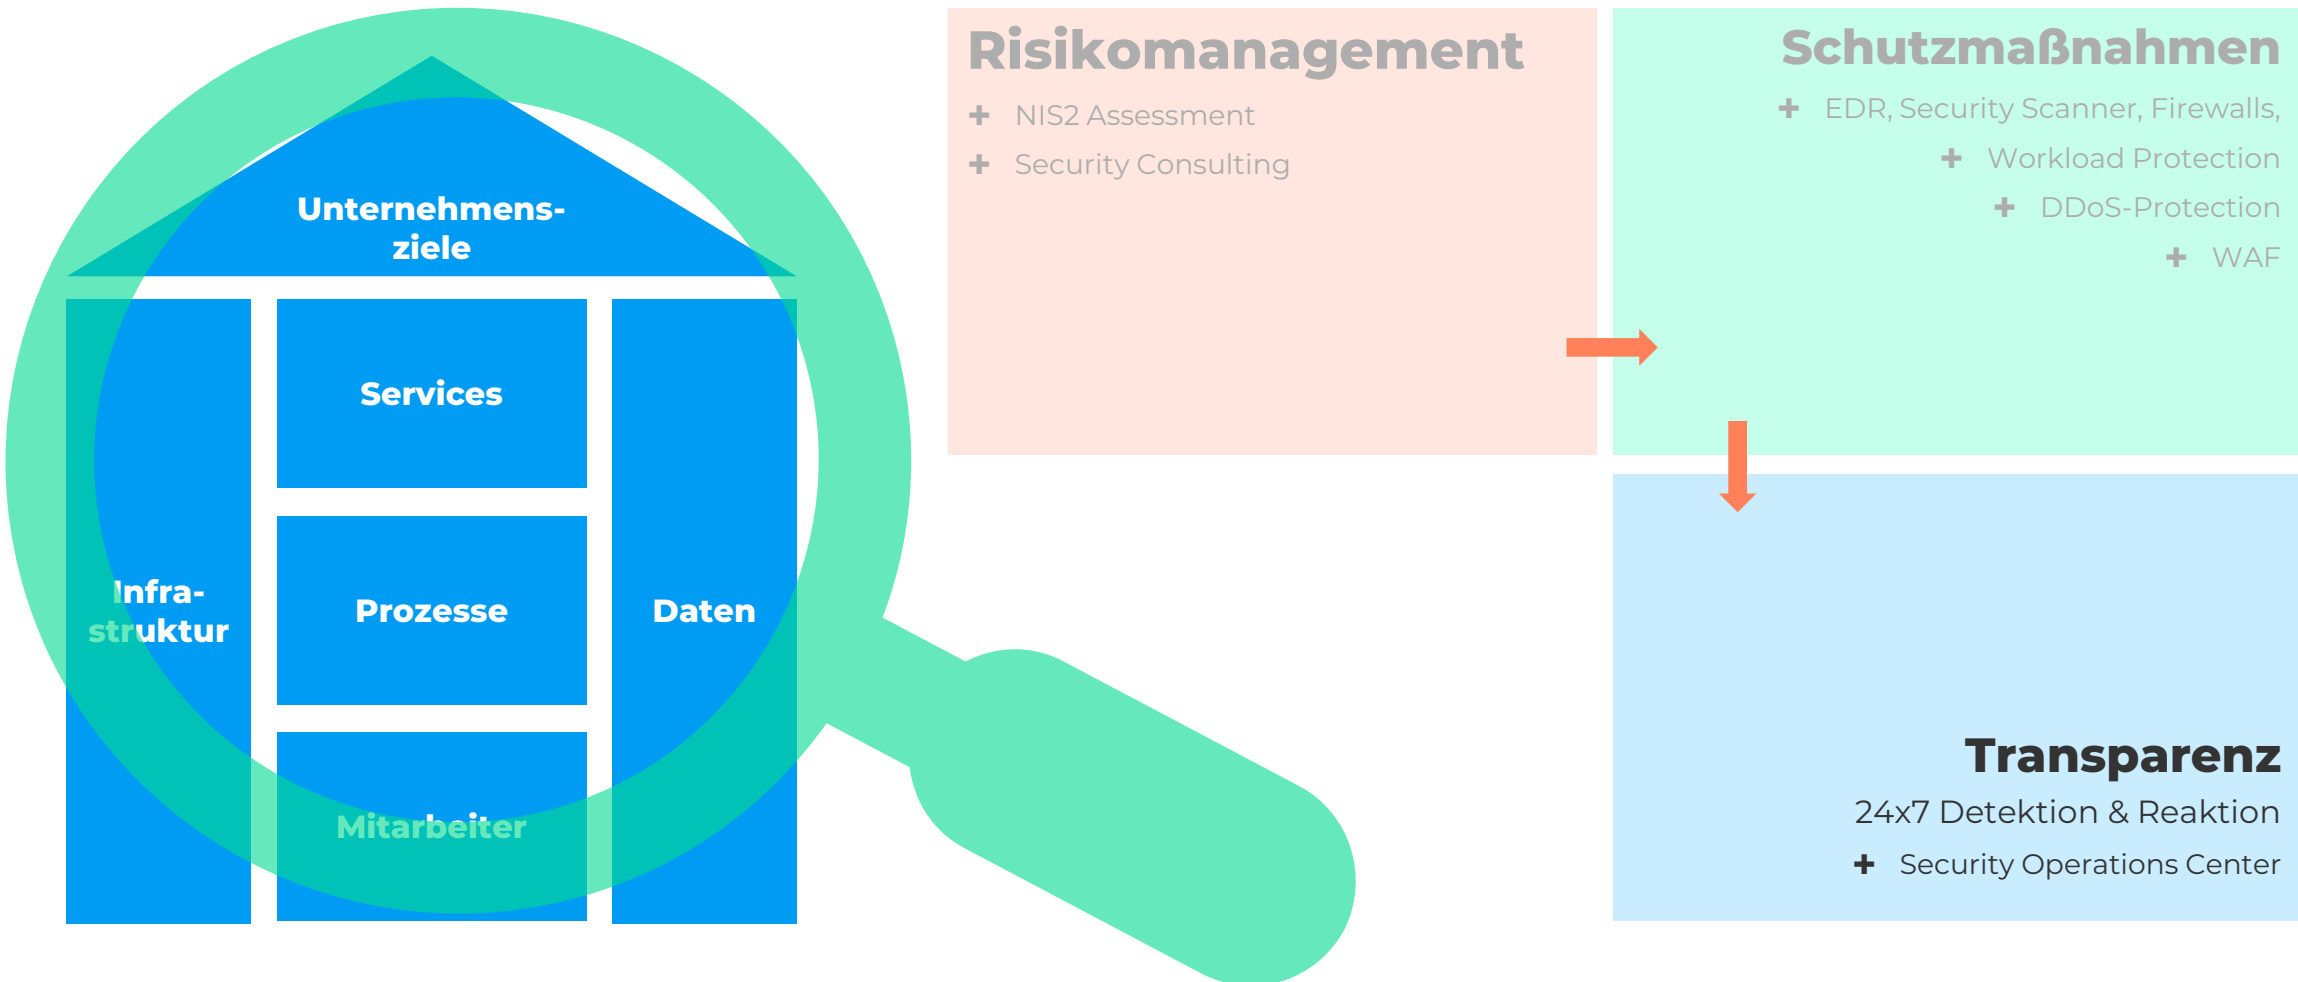 Unternehmens-
ziele
Infra-
struktur
Services
Prozesse
Mitarbeiter
Daten
Risikomanagement
+ NIS2 Assessment
+ Security Consulting
Schutzmaßnahmen
+ EDR, Security Scanner, Firewalls,
+ Workload Protection
+ DDoS-Protection
+ WAF
Transparenz
24x7 Detektion & Reaktion
+ Security Operations Center